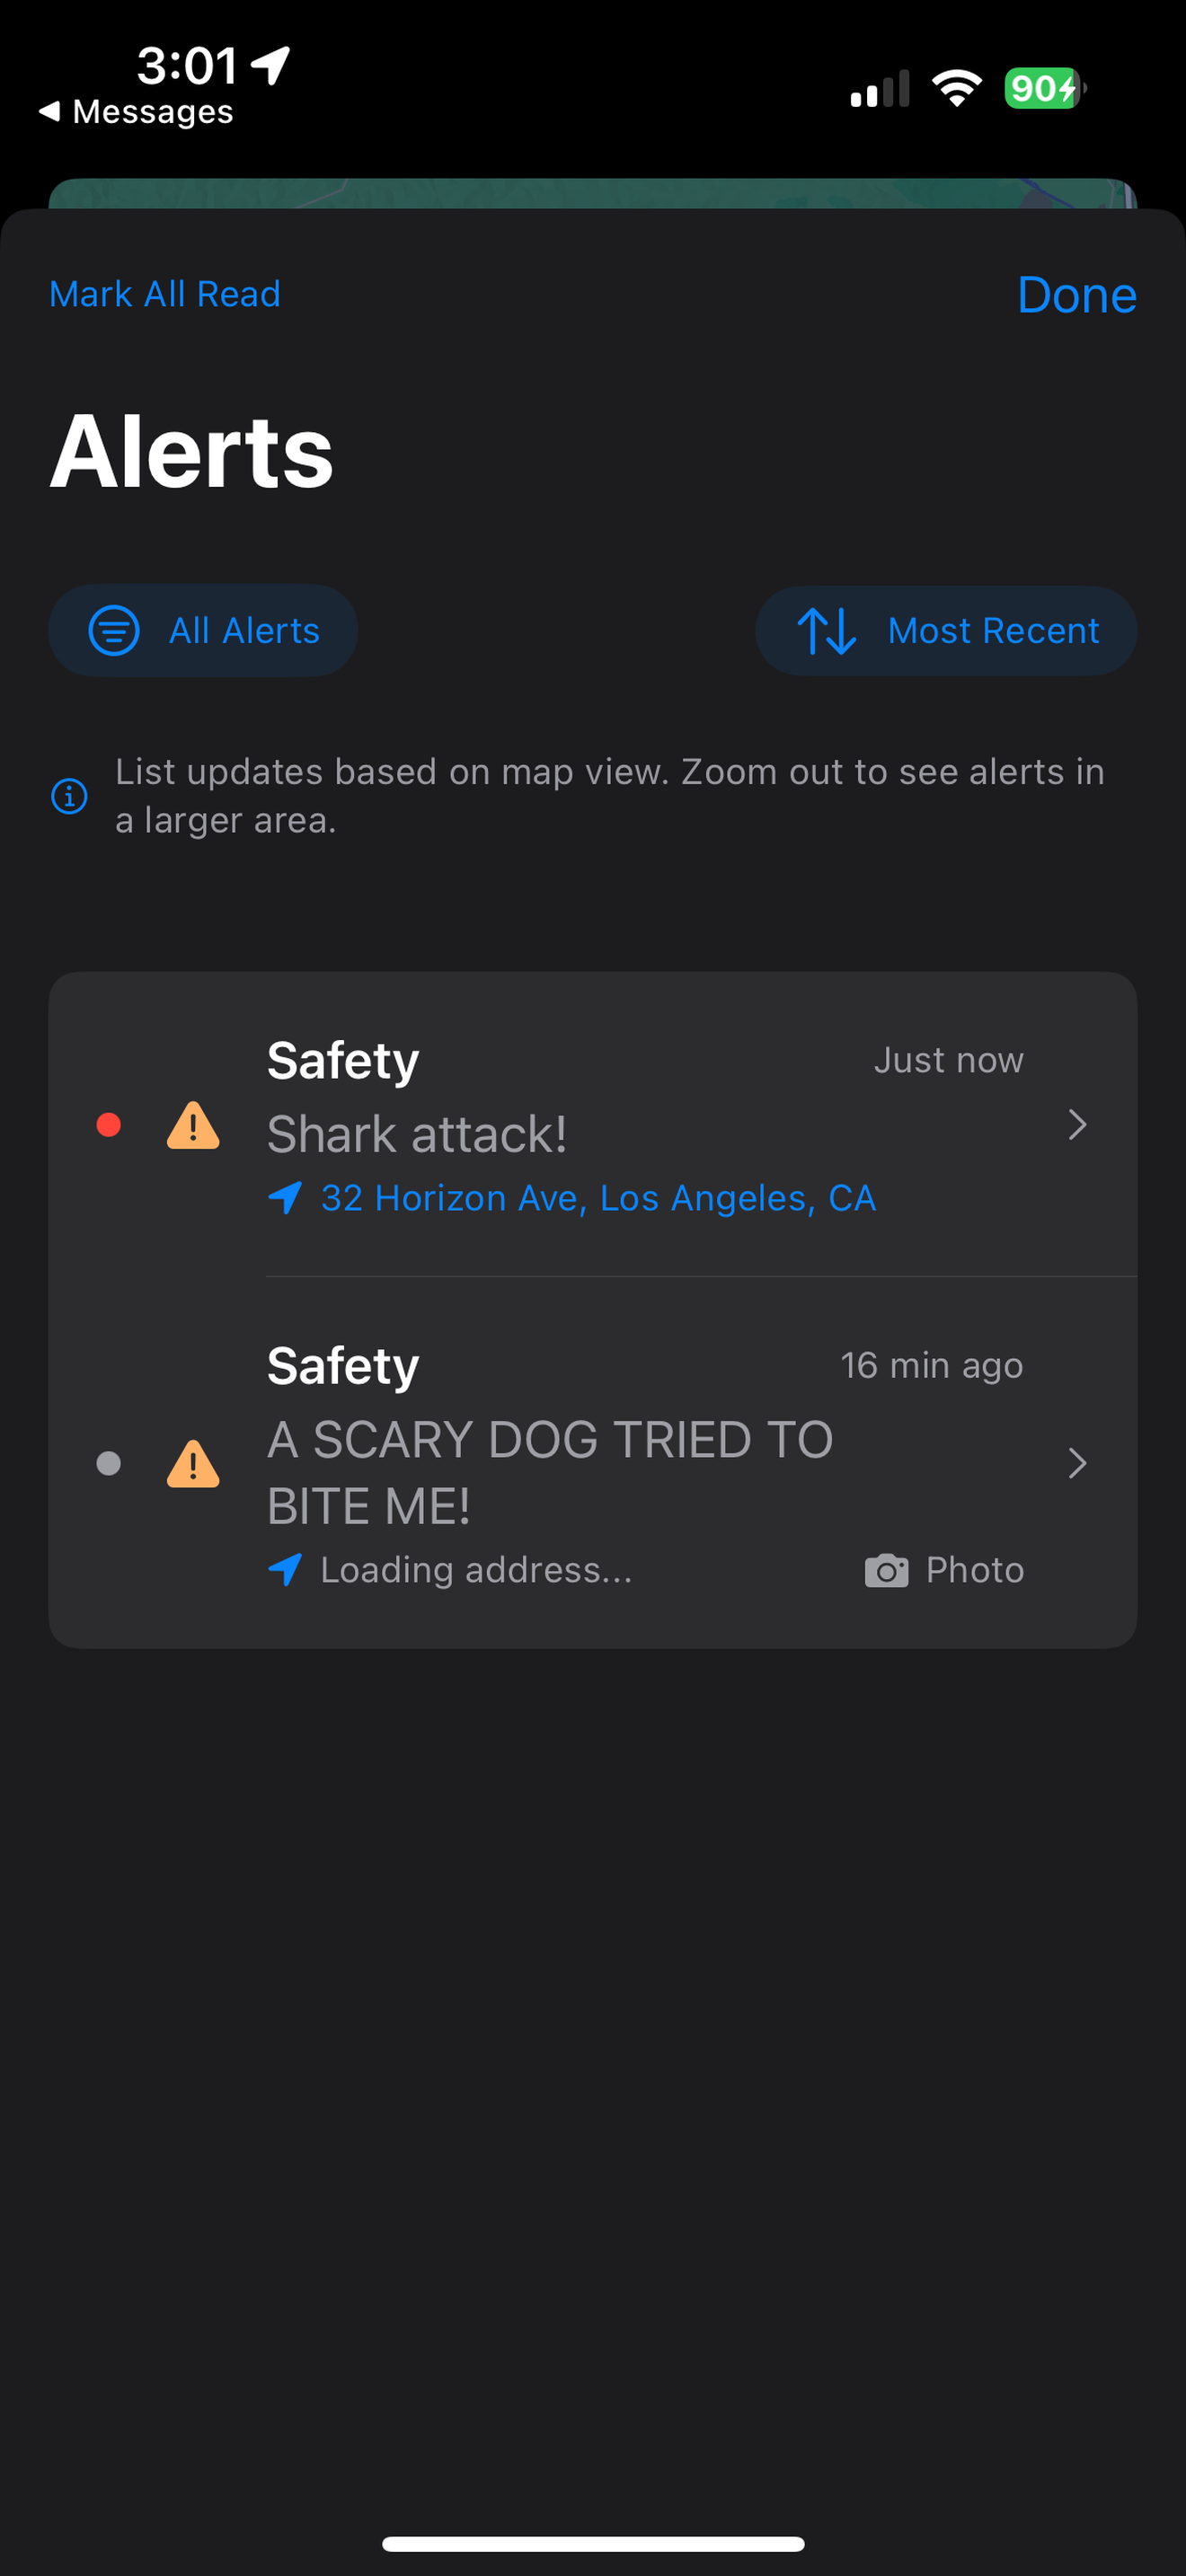 3:01
◀ Messages
90
Mark All Read
Done
Alerts
All Alerts
Most Recent
List updates based on map view. Zoom out to see alerts in
a larger area.
Safety
Just now
Shark attack!
32 Horizon Ave, Los Angeles, CA
Safety
16 min ago
A SCARY DOG TRIED TO
BITE ME!
Loading address...
Photo